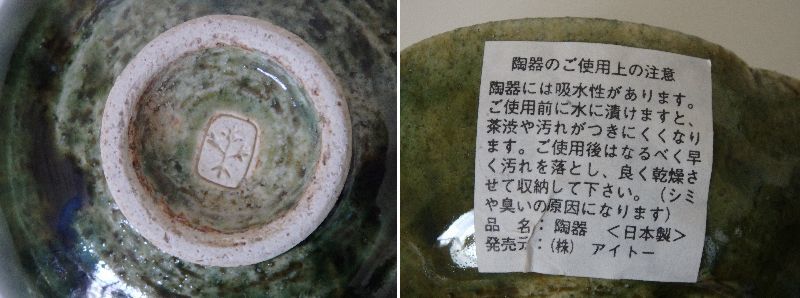 陶器のご使用上の注意
陶器には吸水性があります。
ご使用前に水に漬けますと、
茶渋や汚れがつきにくくなり
ます。ご使用後はなるべく早
く汚れを落とし、良く乾燥さ
せて収納して下さい。（シミ
や臭いの原因になります）
品　名：陶器　＜日本製＞
発売元：（株）アイトー